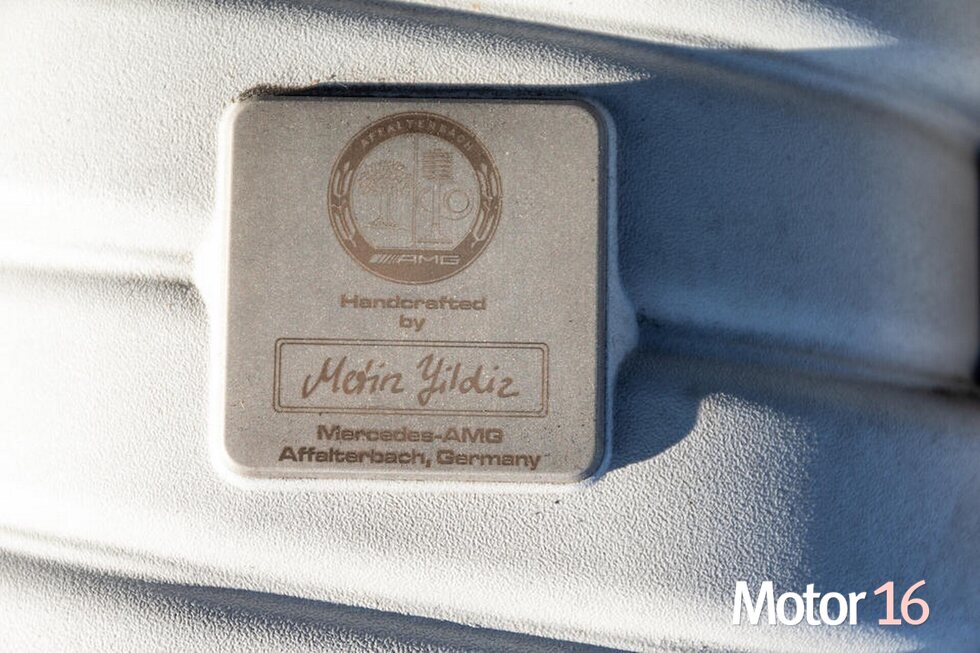 AFFALTERBACH
AMG
Handcrafted
by
Metin Yildiz
Mercedes-AMG
Affalterbach, Germany
Motor 16